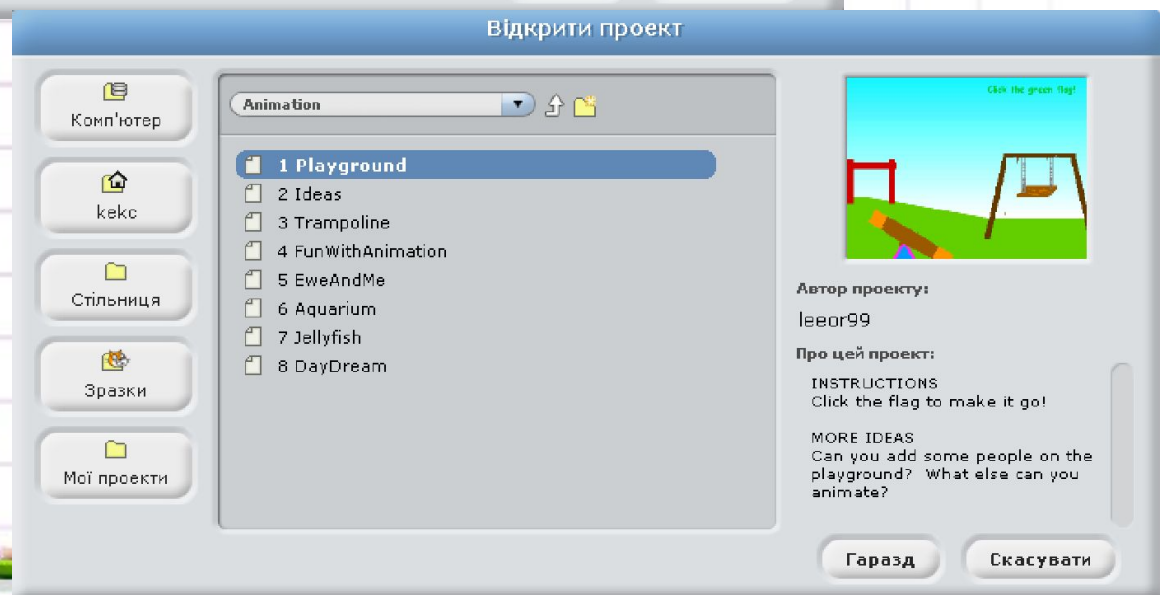 Відкрити проект
Комп'ютер
kekc
Стільниця
Зразки
Мої проекти
Animation
1 Playground
2 Ideas
3 Trampoline
4 FunWithAnimation
5 EweAndMe
6 Aquarium
7 Jellyfish
8 DayDream
Click the green flag!
Автор проекту:
leeor99
Про цей проект:
INSTRUCTIONS
Click the flag to make it go!
MORE IDEAS
Can you add some people on the
playground? What else can you
animate?
Гаразд
Скасувати